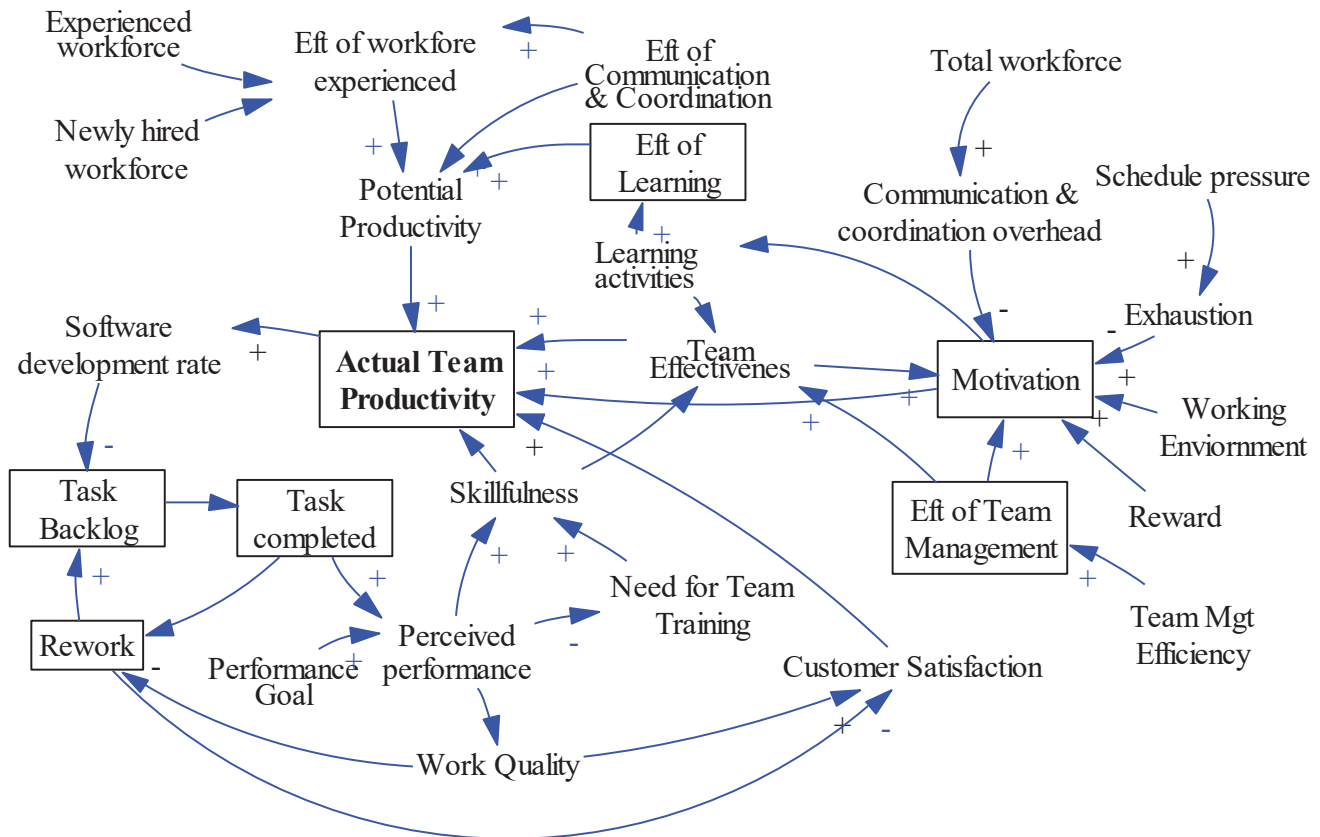 Experienced
workforce
Eft of workfore
experienced
+
Eft of
Communication
& Coordination
Total workforce
Newly hired
workforce
+
Potential
Productivity
+
+
Eft of
Learning
+
Communication &
coordination overhead
Schedule pressure
+
Learning
activities
+
Exhaustion
-
-
+
Software
development rate
+
Actual Team
Productivity
+
+
+
Team
Effectivenes
Motivation
+
+
+
+
Working
Enviornment
-
Task
Backlog
Task
completed
Skillfulness
+
+
Eft of Team
Management
Reward
+
+
+
+
Need for Team
Training
+
Team Mgt
Efficiency
Rework
-
Performance
Goal
+
Perceived
performance
-
Customer Satisfaction
+
-
Work Quality